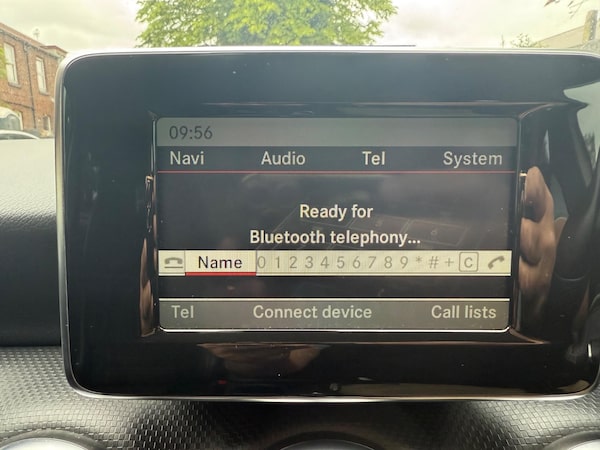 09:56
Navi Audio Tel System
Ready for
Bluetooth telephony...
Name 0 1 2 3 4 5 6 7 8 9 * # + C
Tel Connect device Call lists